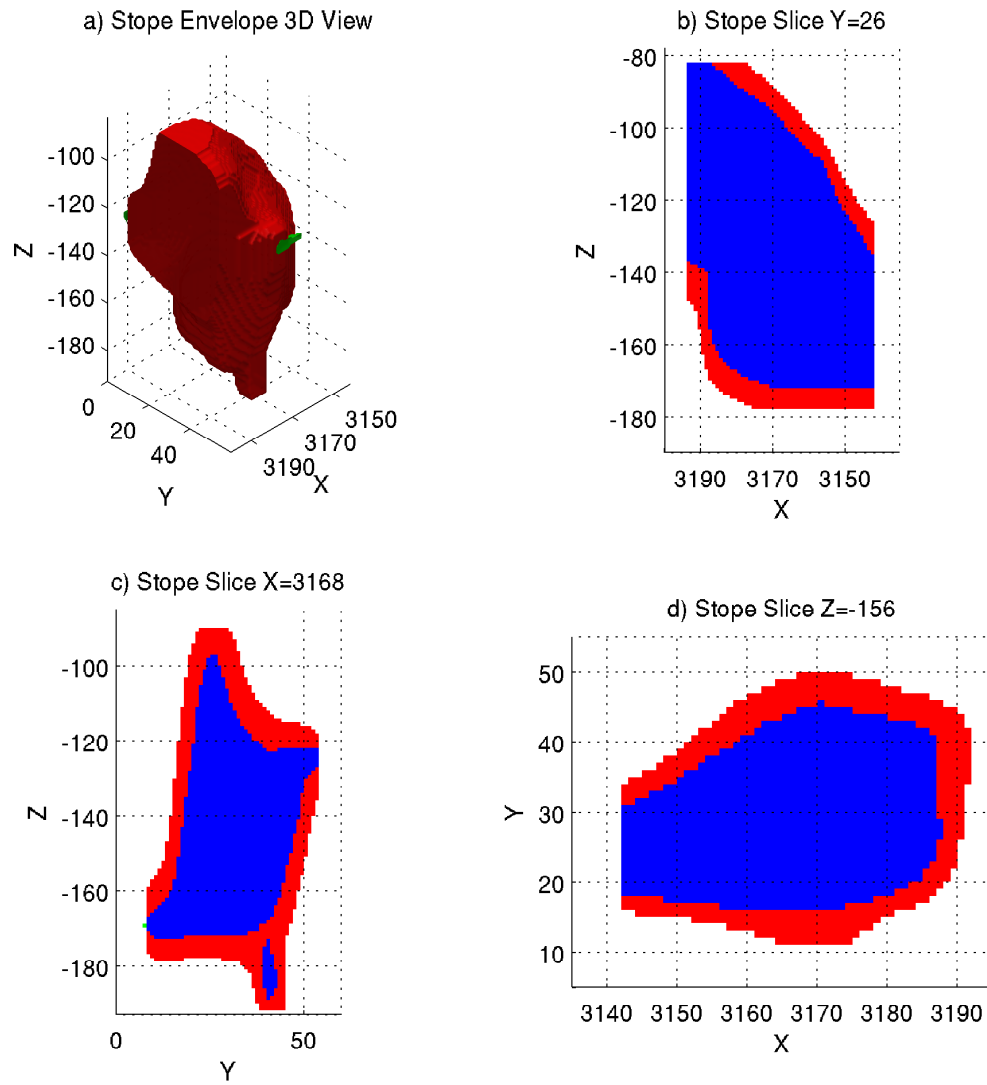 a) Stope Envelope 3D View
-100
-120
-140
-160
-180
Z
0
20
40
Y
3190
3170
3150
X
b) Stope Slice Y=26
-80
-100
-120
-140
-160
-180
Z
3190 3170 3150
X
c) Stope Slice X=3168
-100
-120
-140
-160
-180
Z
0 50
Y
d) Stope Slice Z=-156
50
40
30
20
10
Y
3140 3150 3160 3170 3180 3190
X